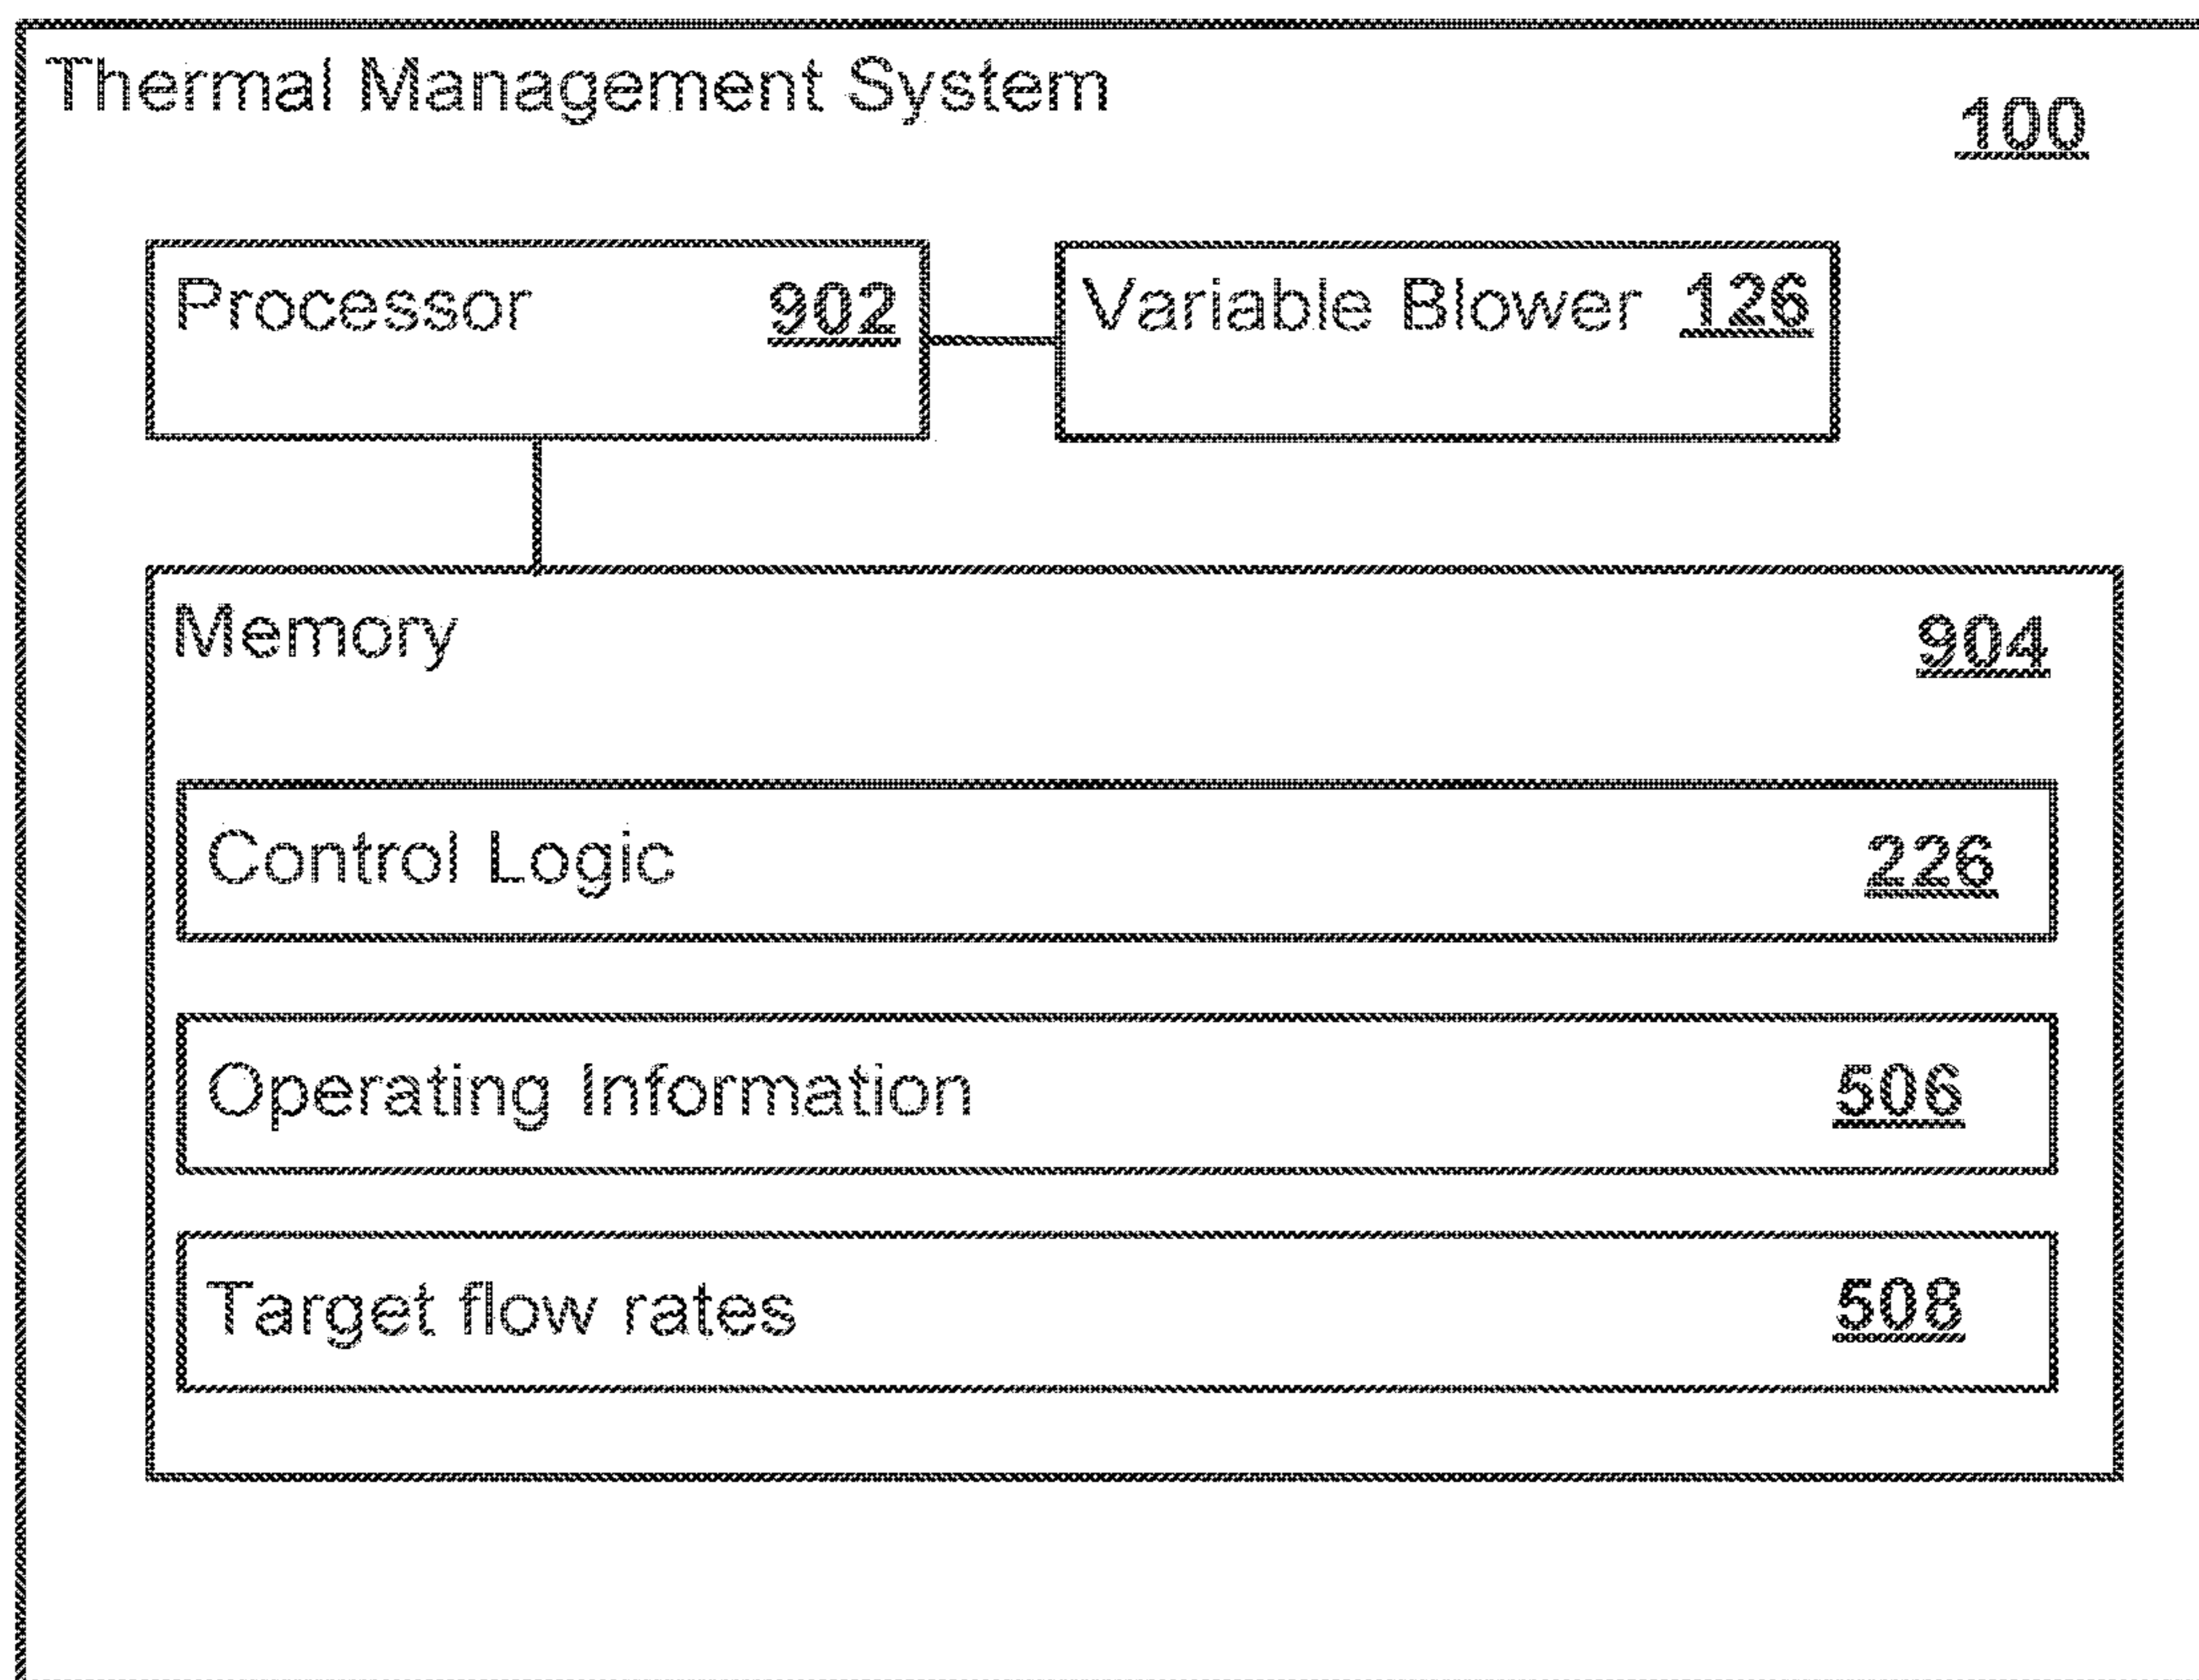 Thermal Management System 100
Processor 902 Variable Blower 126
Memory 904
Control Logic 226
Operating Information 506
Target flow rates 508